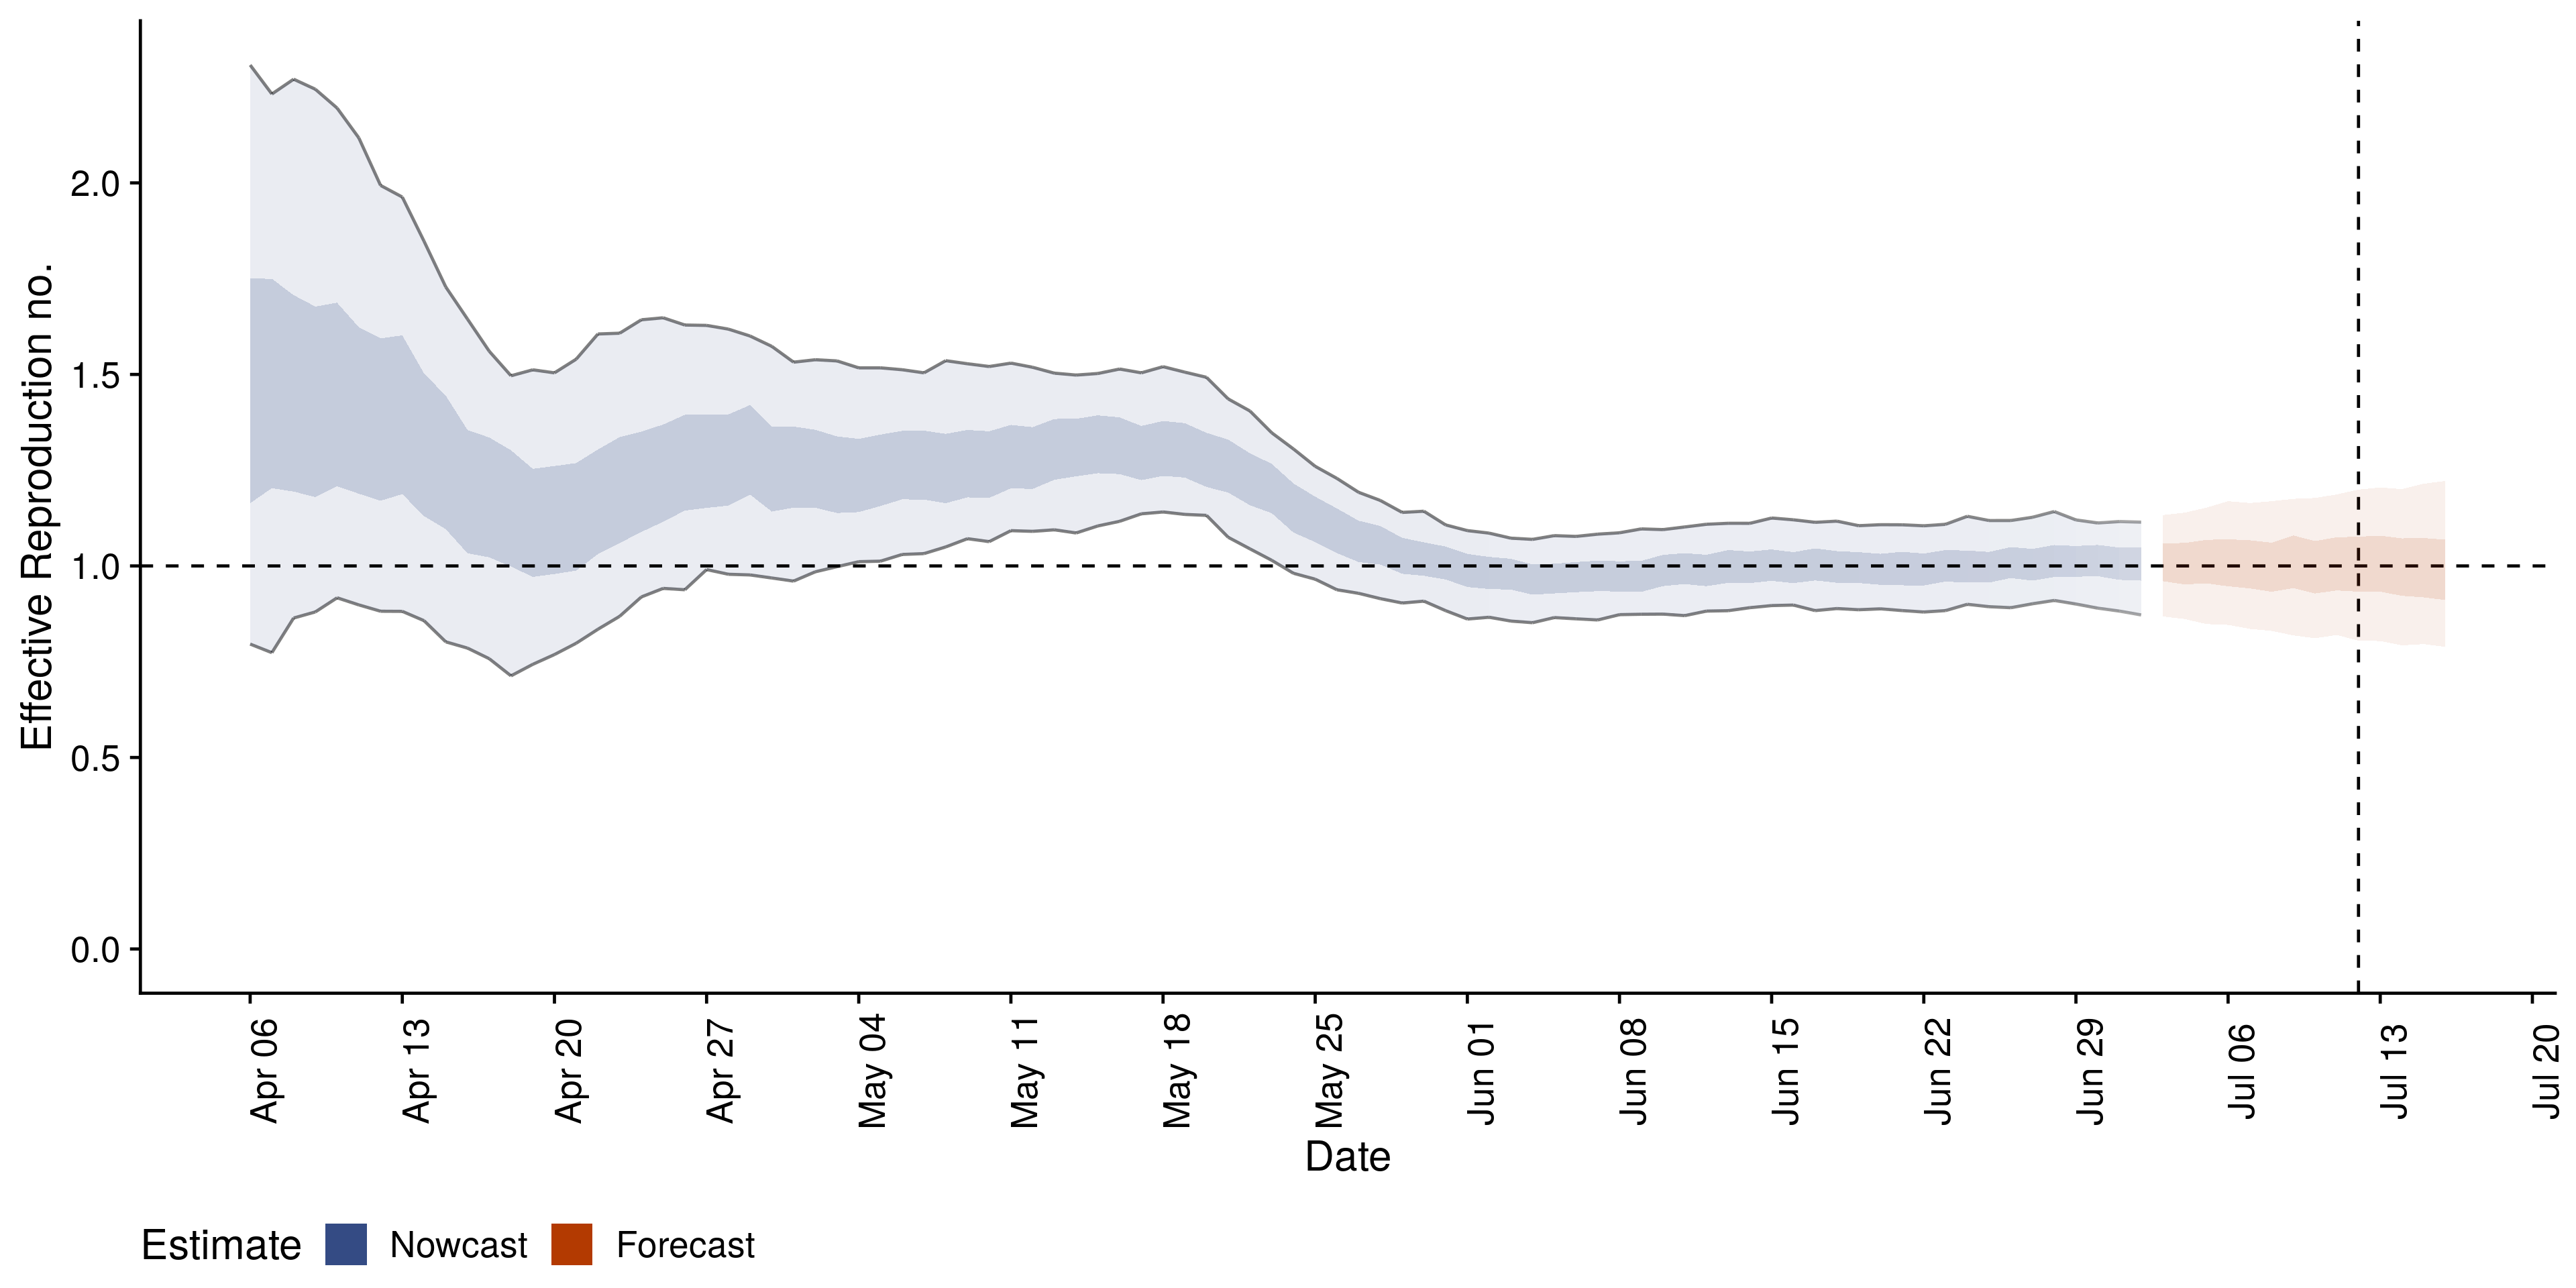 Effective Reproduction no.
2.0
1.5
1.0
0.5
0.0
Apr 06
Apr 13
Apr 20
Apr 27
May 04
May 11
May 18
May 25
Jun 01
Jun 08
Jun 15
Jun 22
Jun 29
Jul 06
Jul 13
Jul 20
Date
Estimate Nowcast Forecast